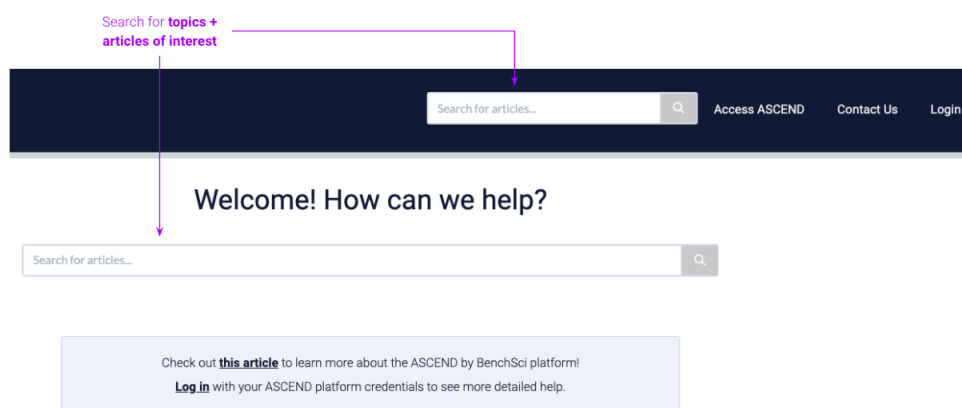 Search for topics +
articles of interest
Search for articles...
Access ASCEND
Contact Us
Login
Welcome! How can we help?
Search for articles...
Check out this article to learn more about the ASCEND by BenchSci platform!
Log in with your ASCEND platform credentials to see more detailed help.